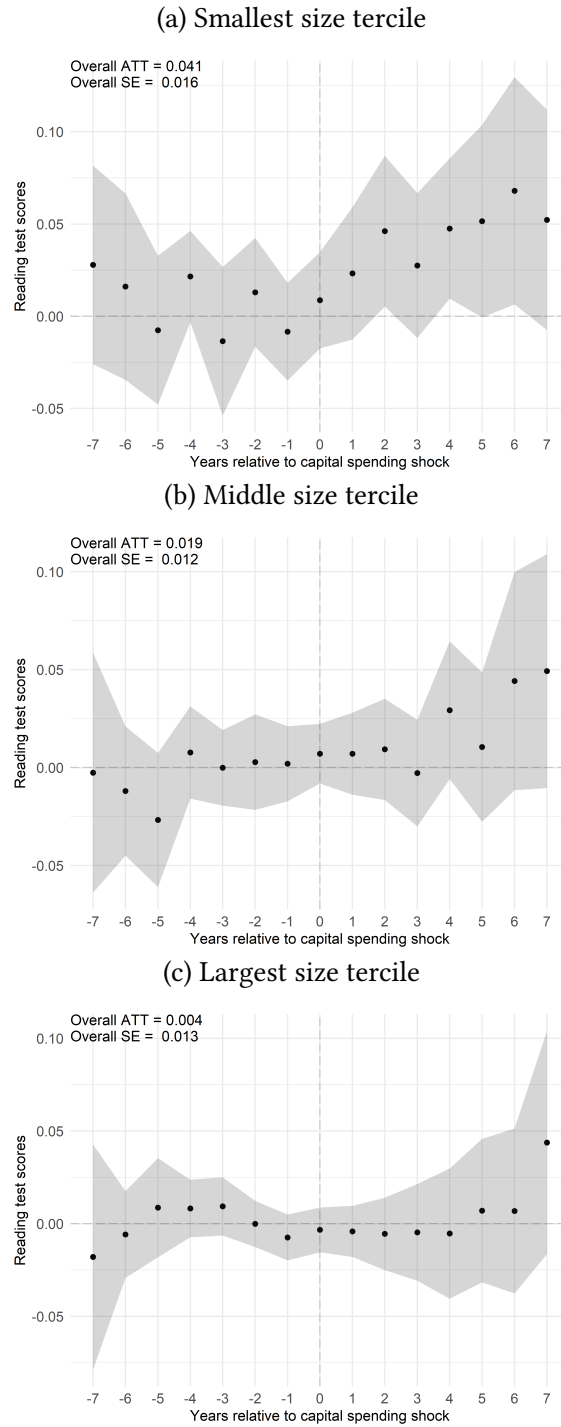 (a) Smallest size tercile
Overall ATT = 0.041
Overall SE = 0.016
0.10
0.05
0.00
-0.05
Reading test scores
-7 -6 -5 -4 -3 -2 -1 0 1 2 3 4 5 6 7
Years relative to capital spending shock
(b) Middle size tercile
Overall ATT = 0.019
Overall SE = 0.012
0.10
0.05
0.00
-0.05
Reading test scores
-7 -6 -5 -4 -3 -2 -1 0 1 2 3 4 5 6 7
Years relative to capital spending shock
(c) Largest size tercile
Overall ATT = 0.004
Overall SE = 0.013
0.10
0.05
0.00
-0.05
Reading test scores
-7 -6 -5 -4 -3 -2 -1 0 1 2 3 4 5 6 7
Years relative to capital spending shock